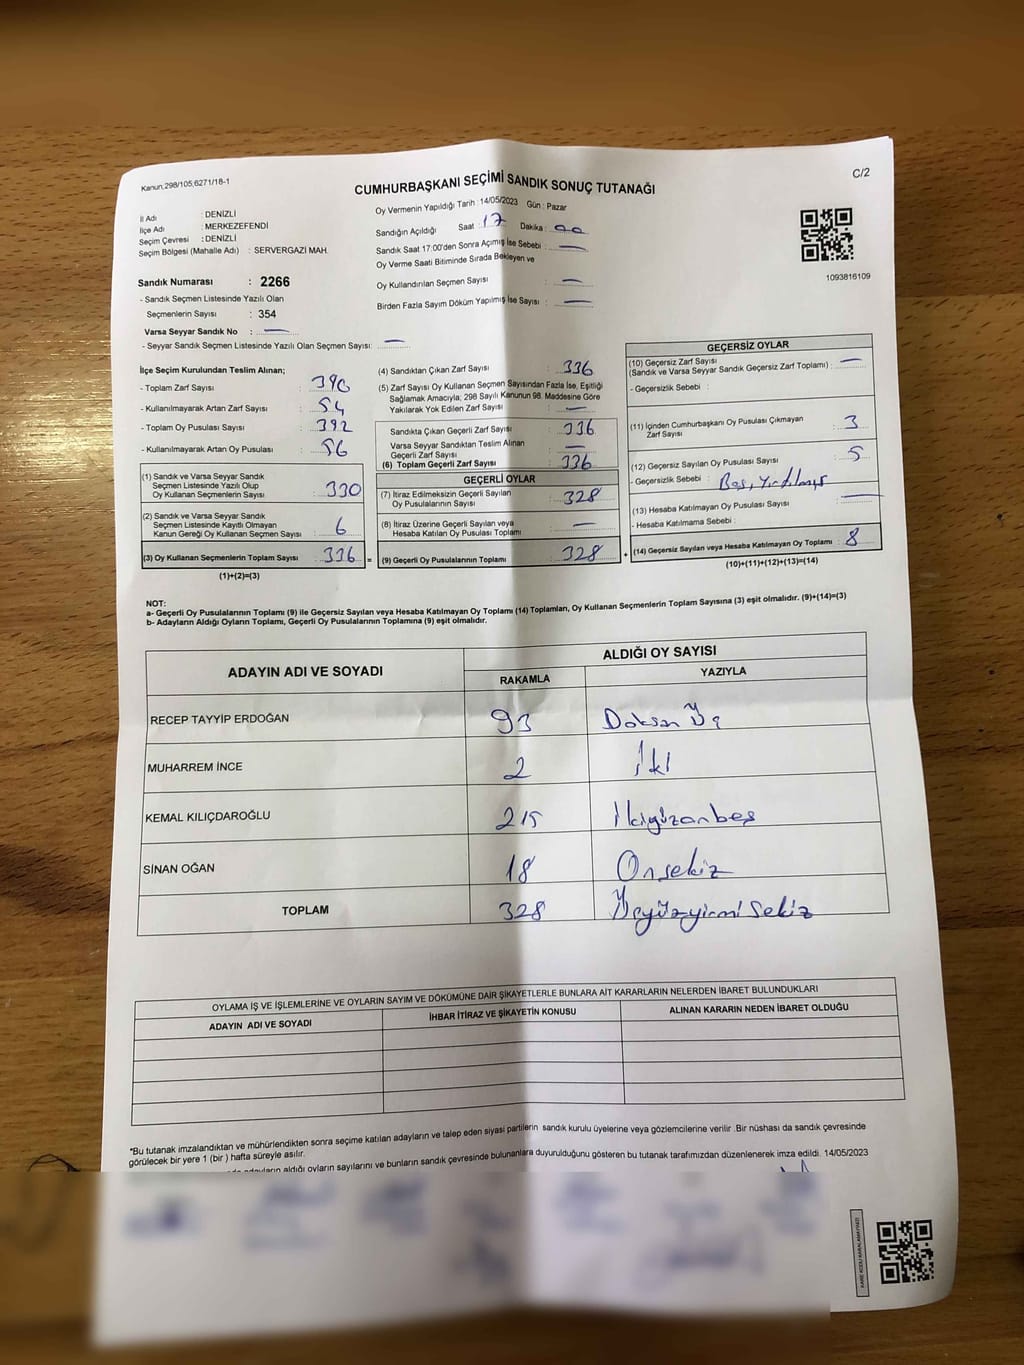 Kanun:298/105;6271/18-1
C/2
CUMHURBAŞKANI SEÇİMİ SANDIK SONUÇ TUTANAĞI
İl Adı : DENİZLİ
İlçe Adı : MERKEZEFENDİ
Seçim Çevresi : DENİZLİ
Seçim Bölgesi (Mahalle Adı) : SERVERGAZİ MAH.
Oy Vermenin Yapıldığı Tarih : 14/05/2023 Gün : Pazar
Sandığın Açıldığı Saat : 17 Dakika : 00
Sandık Saat 17:00'den Sonra Açımış İse Sebebi : —
Oy Verme Saati Bitiminde Sırada Bekleyen ve
Oy Kullandırılan Seçmen Sayısı : —
Birden Fazla Sayım Döküm Yapılmış İse Sayısı : —
1093816109
Sandık Numarası : 2266
- Sandık Seçmen Listesinde Yazılı Olan
Seçmenlerin Sayısı : 354
Varsa Seyyar Sandık No : —
- Seyyar Sandık Seçmen Listesinde Yazılı Olan Seçmen Sayısı: —
İlçe Seçim Kurulundan Teslim Alınan;
- Toplam Zarf Sayısı : 390
- Kullanılmayarak Artan Zarf Sayısı : 54
- Toplam Oy Pusulası Sayısı : 392
- Kullanılmayarak Artan Oy Pusulası : 56
(1) Sandık ve Varsa Seyyar Sandık
Seçmen Listesinde Yazılı Olup
Oy Kullanan Seçmenlerin Sayısı : 330
(2) Sandık ve Varsa Seyyar Sandık
Seçmen Listesinde Kayıtlı Olmayan
Kanun Gereği Oy Kullanan Seçmen Sayısı : 6
(3) Oy Kullanan Seçmenlerin Toplam Sayısı : 336 =
(1)+(2)=(3)
(4) Sandıktan Çıkan Zarf Sayısı : 336
(5) Zarf Sayısı Oy Kullanan Seçmen Sayısından Fazla İse, Eşitliği
Sağlamak Amacıyla; 298 Sayılı Kanunun 98. Maddesine Göre
Yakılarak Yok Edilen Zarf Sayısı : —
Sandıkta Çıkan Geçerli Zarf Sayısı : 336
Varsa Seyyar Sandıktan Teslim Alınan
Geçerli Zarf Sayısı : —
(6) Toplam Geçerli Zarf Sayısı : 336
GEÇERLİ OYLAR
(7) İtiraz Edilmeksizin Geçerli Sayılan
Oy Pusulalarının Sayısı : 328
(8) İtiraz Üzerine Geçerli Sayılan veya
Hesaba Katılan Oy Pusulası Toplamı : —
(9) Geçerli Oy Pusulalarının Toplamı : 328 +
GEÇERSİZ OYLAR
(10) Geçersiz Zarf Sayısı
(Sandık ve Varsa Seyyar Sandık Geçersiz Zarf Toplamı) : —
- Geçersizlik Sebebi :
(11) İçinden Cumhurbaşkanı Oy Pusulası Çıkmayan
Zarf Sayısı : 3
(12) Geçersiz Sayılan Oy Pusulası Sayısı : 5
- Geçersizlik Sebebi : Boş, Yırtılmış
(13) Hesaba Katılmayan Oy Pusulası Sayısı : —
- Hesaba Katılmama Sebebi :
(14) Geçersiz Sayılan veya Hesaba Katılmayan Oy Toplamı : 8
(10)+(11)+(12)+(13)=(14)
NOT:
a- Geçerli Oy Pusulalarının Toplamı (9) ile Geçersiz Sayılan veya Hesaba Katılmayan Oy Toplamı (14) Toplamları, Oy Kullanan Seçmenlerin Toplam Sayısına (3) eşit olmalıdır. (9)+(14)=(3)
b- Adayların Aldığı Oyların Toplamı, Geçerli Oy Pusulalarının Toplamına (9) eşit olmalıdır.
ADAYIN ADI VE SOYADI
ALDIĞI OY SAYISI
RAKAMLA YAZIYLA
RECEP TAYYİP ERDOĞAN 93 Doksan Üç
MUHARREM İNCE 2 İki
KEMAL KILIÇDAROĞLU 215 İkiyüzonbeş
SİNAN OĞAN 18 Onsekiz
TOPLAM 328 Üçyüzyirmi Sekiz
OYLAMA İŞ VE İŞLEMLERİNE VE OYLARIN SAYIM VE DÖKÜMÜNE DAİR ŞİKAYETLERLE BUNLARA AİT KARARLARIN NELERDEN İBARET BULUNDUKLARI
ADAYIN ADI VE SOYADI
İHBAR İTİRAZ VE ŞİKAYETİN KONUSU
ALINAN KARARIN NEDEN İBARET OLDUĞU
*Bu tutanak imzalandıktan ve mühürlendikten sonra seçime katılan adayların ve talep eden siyasi partilerin sandık kurulu üyelerine veya gözlemcilerine verilir .Bir nüshası da sandık çevresinde
görülecek bir yere 1 (bir ) hafta süreyle asılır.
adayların aldığı oyların sayılarını ve bunların sandık çevresinde bulunanlara duyurulduğunu gösteren bu tutanak tarafımızdan düzenlenerek imza edildi. 14/05/2023